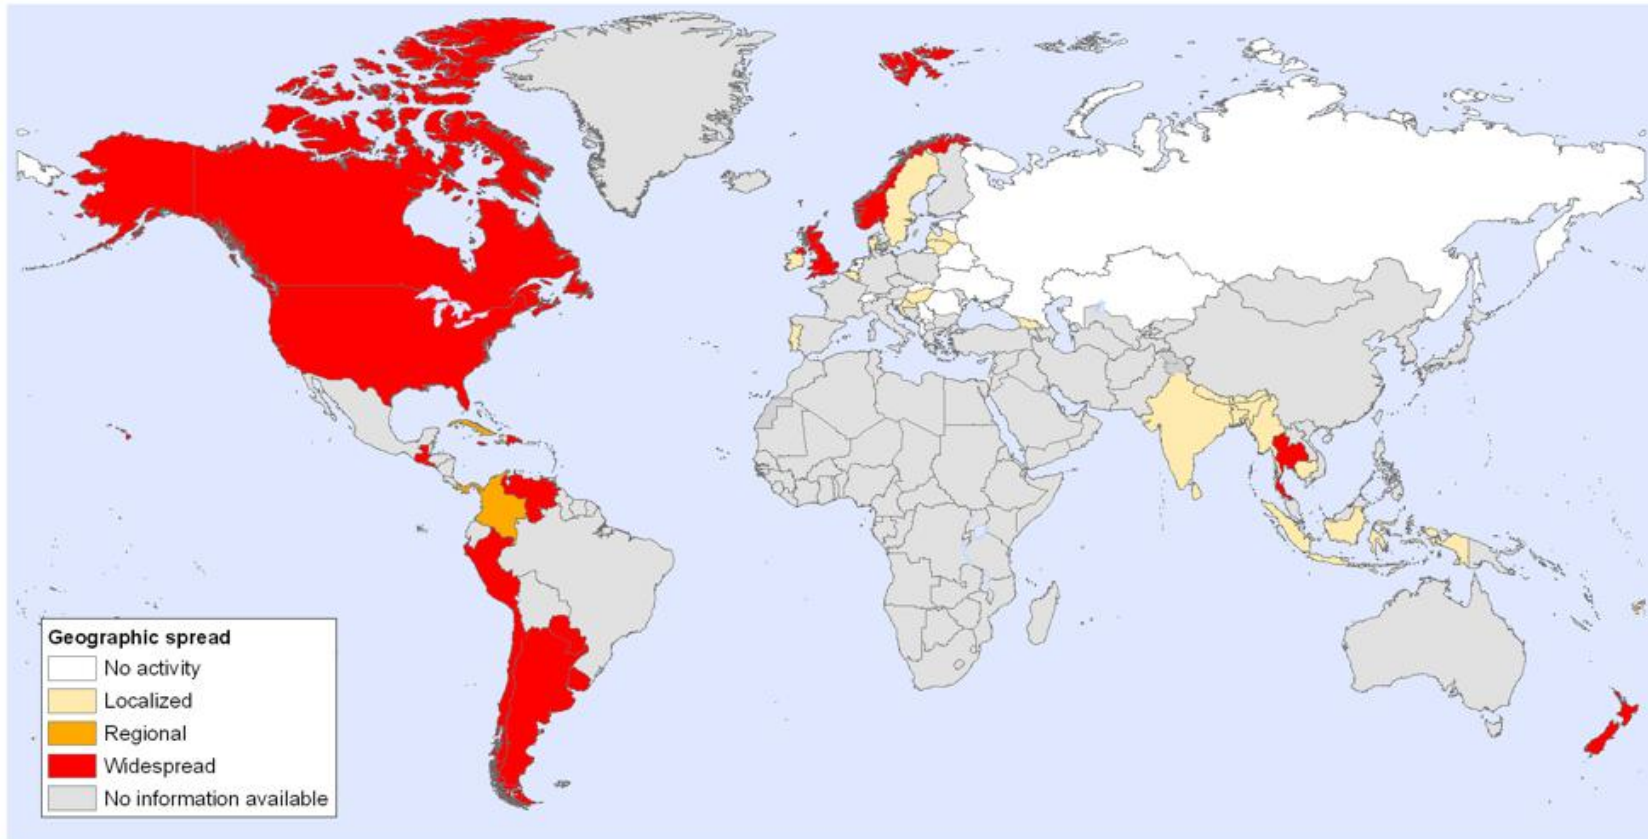 Geographic spread
No activity
Localized
Regional
Widespread
No information available